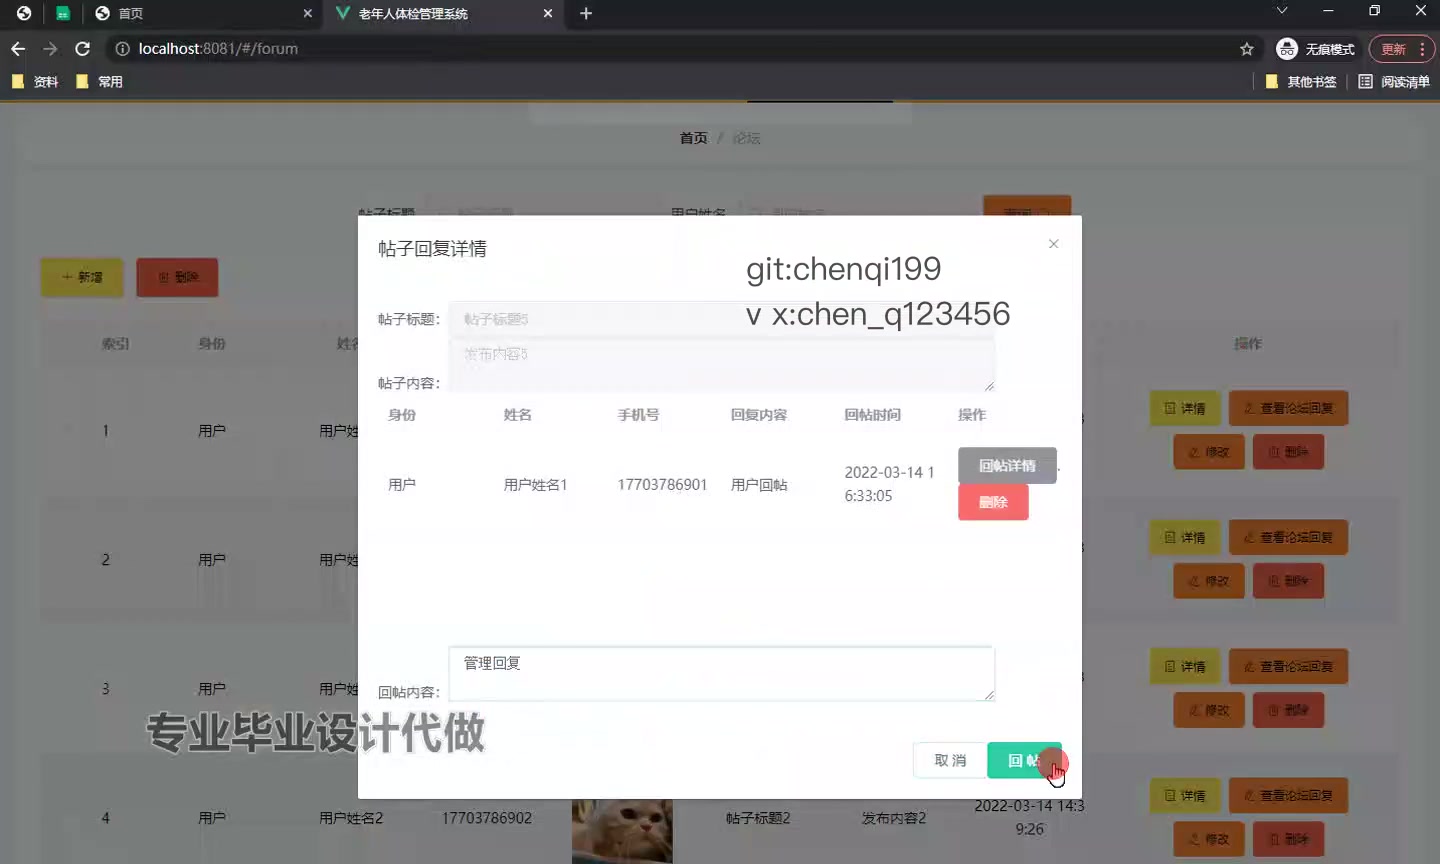 首页
老年人体检管理系统
localhost:8081/#/forum
无痕模式
更新
资料
常用
其他书签
阅读清单
首页 / 论坛
帖子标题
用户姓名
新增
删除
索引
身份
姓名
操作
帖子回复详情
git:chenqi199
v x:chen_q123456
帖子标题: 帖子标题5
帖子内容: 发布内容5
身份 姓名 手机号 回复内容 回帖时间 操作
用户 用户姓名1 17703786901 用户回帖 2022-03-14 1
6:33:05
回帖详情
删除
回帖内容: 管理回复
取 消
回 帖
1 用户 用户姓
详情 查看论坛回复
修改 删除
2 用户 用户姓
详情 查看论坛回复
修改 删除
3 用户 用户姓
详情 查看论坛回复
修改 删除
专业毕业设计代做
4 用户 用户姓名2 17703786902 帖子标题2 发布内容2 2022-03-14 14:3
9:26
详情 查看论坛回复
修改 删除